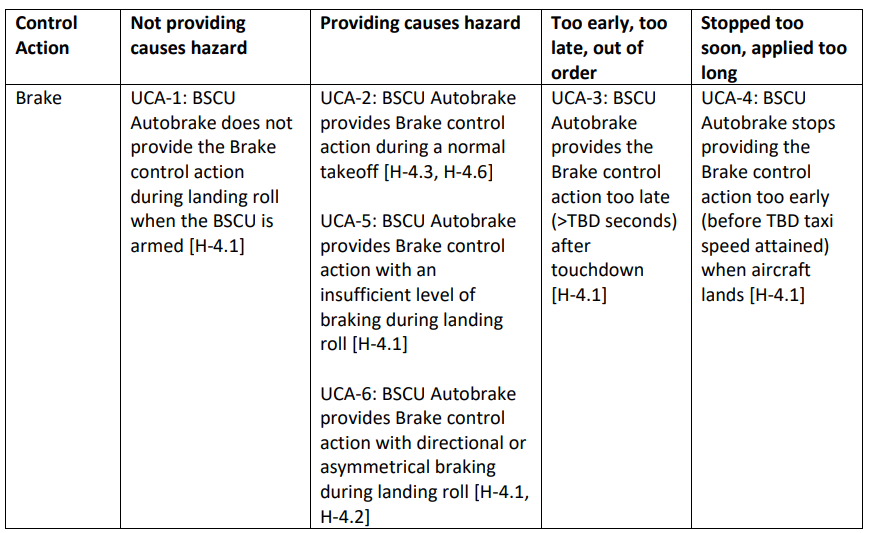 Control
Action
Not providing
causes hazard
Providing causes hazard
Too early, too
late, out of
order
Stopped too
soon, applied too
long
Brake
UCA-1: BSCU
Autobrake does not
provide the Brake
control action
during landing roll
when the BSCU is
armed [H-4.1]
UCA-2: BSCU Autobrake
provides Brake control
action during a normal
takeoff [H-4.3, H-4.6]
UCA-5: BSCU Autobrake
provides Brake control
action with an
insufficient level of
braking during landing
roll [H-4.1]
UCA-6: BSCU Autobrake
provides Brake control
action with directional or
asymmetrical braking
during landing roll [H-4.1,
H-4.2]
UCA-3: BSCU
Autobrake
provides the
Brake control
action too late
(>TBD seconds)
after
touchdown
[H-4.1]
UCA-4: BSCU
Autobrake stops
providing the
Brake control
action too early
(before TBD taxi
speed attained)
when aircraft
lands [H-4.1]